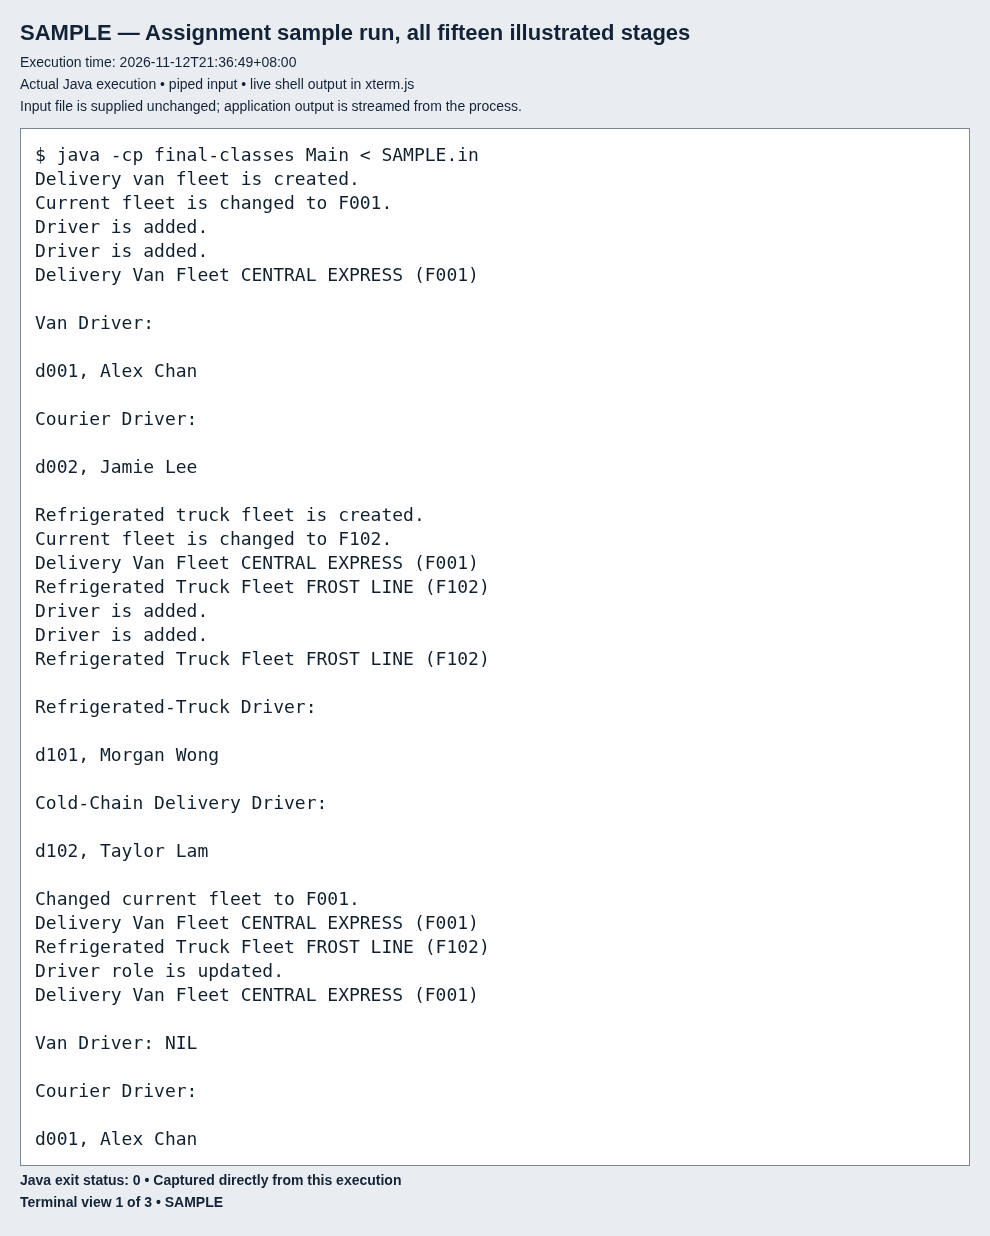 SAMPLE — Assignment sample run, all fifteen illustrated stages
Execution time: 2026-11-12T21:36:49+08:00
Actual Java execution • piped input • live shell output in xterm.js
Input file is supplied unchanged; application output is streamed from the process.
$ java -cp final-classes Main < SAMPLE.in
Delivery van fleet is created.
Current fleet is changed to F001.
Driver is added.
Driver is added.
Delivery Van Fleet CENTRAL EXPRESS (F001)
Van Driver:
d001, Alex Chan
Courier Driver:
d002, Jamie Lee
Refrigerated truck fleet is created.
Current fleet is changed to F102.
Delivery Van Fleet CENTRAL EXPRESS (F001)
Refrigerated Truck Fleet FROST LINE (F102)
Driver is added.
Driver is added.
Refrigerated Truck Fleet FROST LINE (F102)
Refrigerated-Truck Driver:
d101, Morgan Wong
Cold-Chain Delivery Driver:
d102, Taylor Lam
Changed current fleet to F001.
Delivery Van Fleet CENTRAL EXPRESS (F001)
Refrigerated Truck Fleet FROST LINE (F102)
Driver role is updated.
Delivery Van Fleet CENTRAL EXPRESS (F001)
Van Driver: NIL
Courier Driver:
d001, Alex Chan
Java exit status: 0 • Captured directly from this execution
Terminal view 1 of 3 • SAMPLE